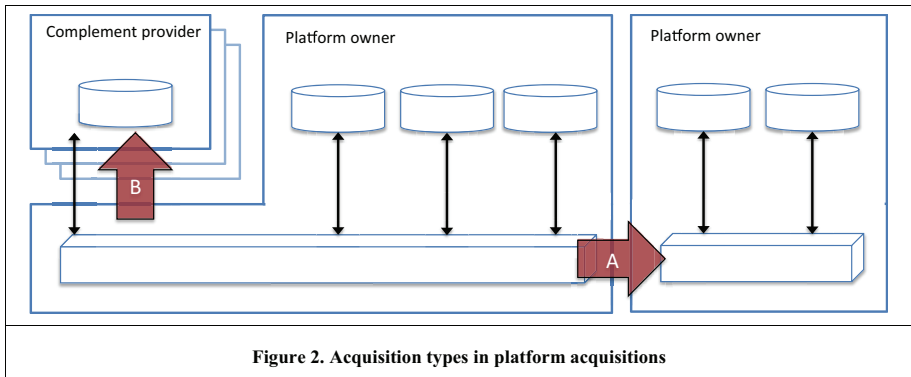 Complement provider
Platform owner
Platform owner
B
A
Figure 2. Acquisition types in platform acquisitions